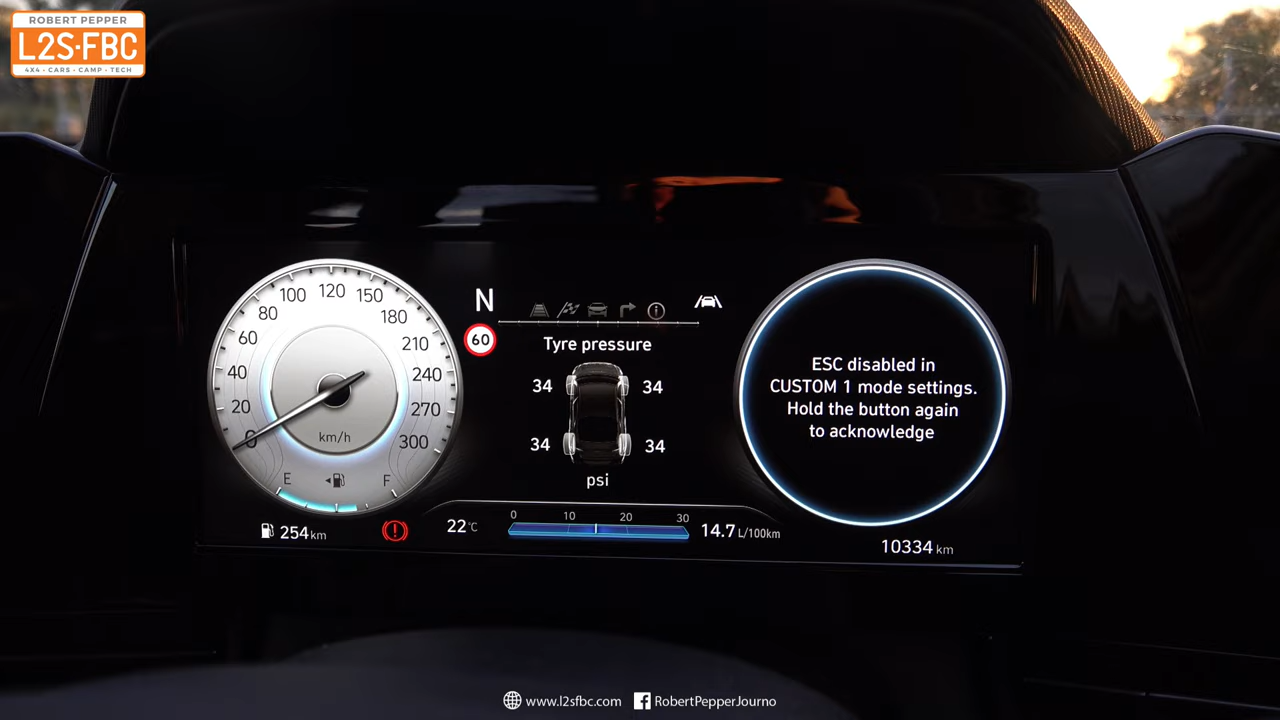 ROBERT PEPPER
L2S·FBC
4X4 • CARS • CAMP • TECH
0
20
40
60
80
100
120
150
180
210
240
270
300
km/h
E
F
254 km
N
60
Tyre pressure
34 34
34 34
psi
22°C
0 10 20 30
14.7 L/100km
ESC disabled in
CUSTOM 1 mode settings.
Hold the button again
to acknowledge
10334 km
www.l2sfbc.com RobertPepperJourno